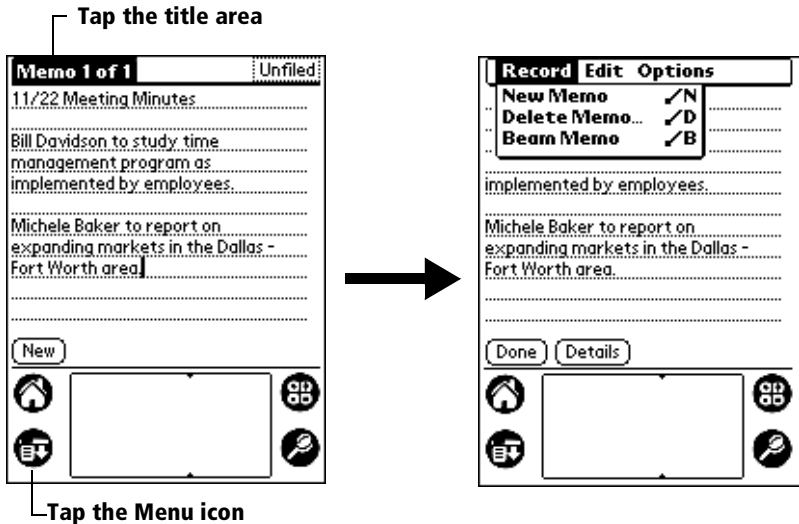 Tap the title area
Memo 1 of 1
Unfiled
11/22 Meeting Minutes
Bill Davidson to study time
management program as
implemented by employees.
Michele Baker to report on
expanding markets in the Dallas -
Fort Worth area.
New
Tap the Menu icon
Record Edit Options
New Memo /N
Delete Memo... /D
Beam Memo /B
implemented by employees.
Michele Baker to report on
expanding markets in the Dallas -
Fort Worth area.
Done Details